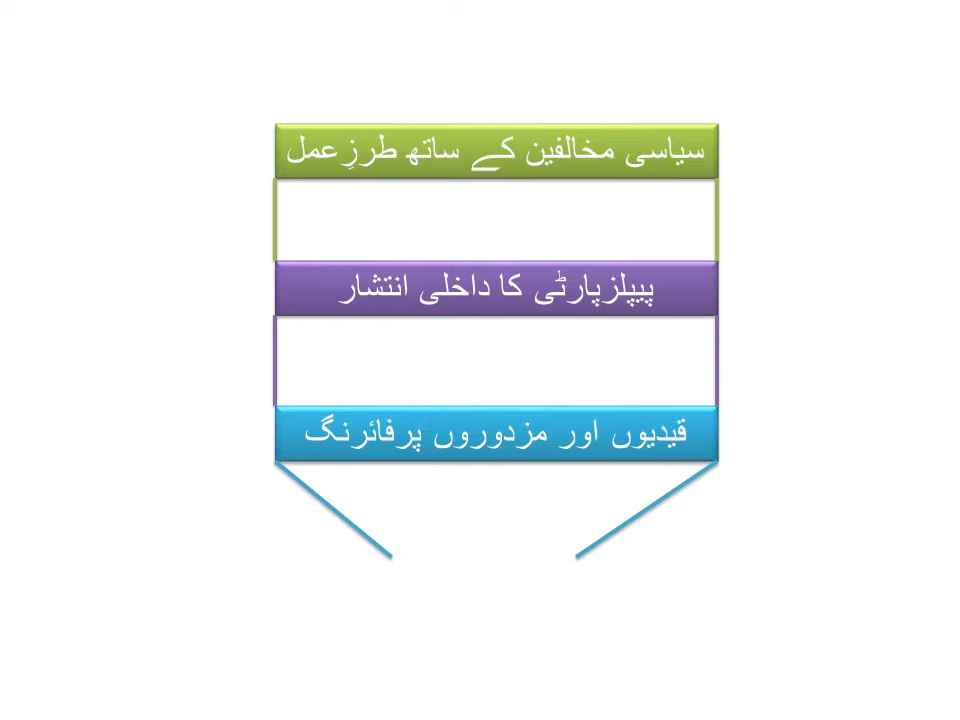 سیاسی مخالفین کے ساتھ طرزِعمل
پیپلزپارٹی کا داخلی انتشار
قیدیوں اور مزدوروں پرفائرنگ